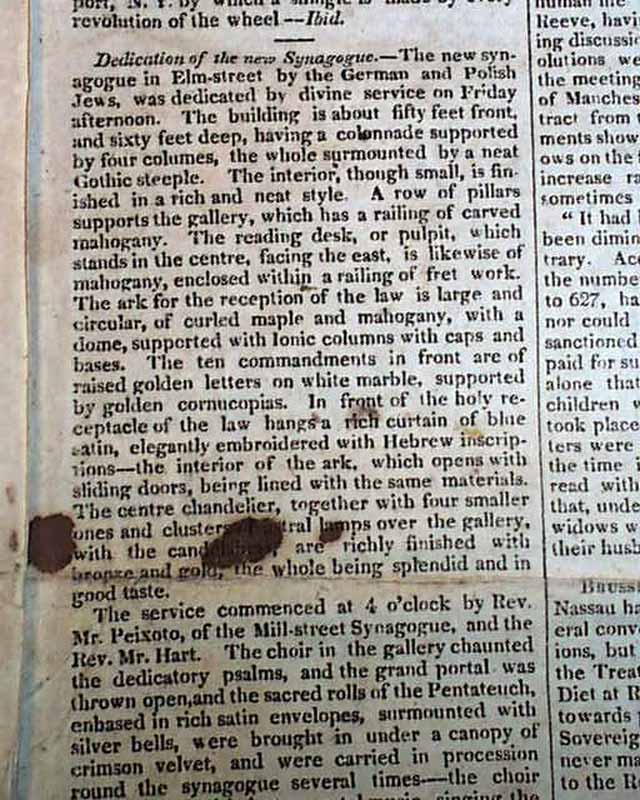 port, N. Y. by which a shingle is made by every
revolution of the wheel—Ibid.
Dedication of the new Synagogue.—The new syn-
agogue in Elm-street by the German and Polish
Jews, was dedicated by divine service on Friday
afternoon. The building is about fifty feet front,
and sixty feet deep, having a colonnade supported
by four columes, the whole surmounted by a neat
Gothic steeple. The interior, though small, is fin-
ished in a rich and neat style. A row of pillars
supports the gallery, which has a railing of carved
mahogany. The reading desk, or pulpit, which
stands in the centre, facing the east, is likewise of
mahogany, enclosed within a railing of fret work.
The ark for the reception of the law is large and
circular, of curled maple and mahogany, with a
dome, supported with Ionic columns with caps and
bases. The ten commandments in front are of
raised golden letters on white marble, supported
by golden cornucopias. In front of the holy re-
ceptacle of the law hangs a rich curtain of blue
satin, elegantly embroidered with Hebrew inscrip-
tions—the interior of the ark, which opens with
sliding doors, being lined with the same materials.
The centre chandelier, together with four smaller
ones and clusters lamps over the gallery,
with the are richly finished with
bronze and gold, the whole being splendid and in
good taste.
The service commenced at 4 o'clock by Rev.
Mr. Peixoto, of the Mill-street Synagogue, and the
Rev. Mr. Hart. The choir in the gallery chaunted
the dedicatory psalms, and the grand portal was
thrown open, and the sacred rolls of the Pentateuch,
enbased in rich satin envelopes, surmounted with
silver bells, were brought in under a canopy of
crimson velvet, and were carried in procession
round the synagogue several times—the choir
singing the
human
Reeve, havi
ing discussi
olutions we
the meeting
of Manches
tract from t
ments show
ows on the
increase ra
sometimes
"It had
been dimin
trary. Acc
the numbe
to 627, ha
nor could
sanctioned
paid for su
alone that
children w
took place
ters were
the time i
read with
that, unde
widows w
their husb
Brusse
Nassau ha
eral conv
ions, but
the Treat
Diet at R
towards
Sovereig
never ma
to the R